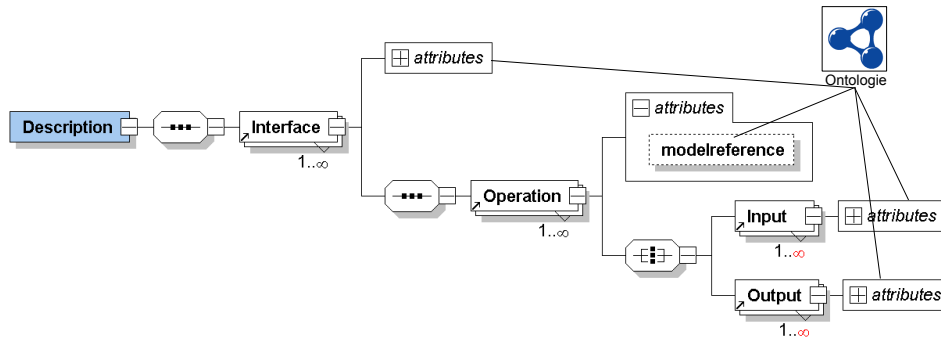 attributes
Ontologie
Description
Interface
1..∞
attributes
modelreference
Operation
1..∞
Input
attributes
1..∞
Output
attributes
1..∞